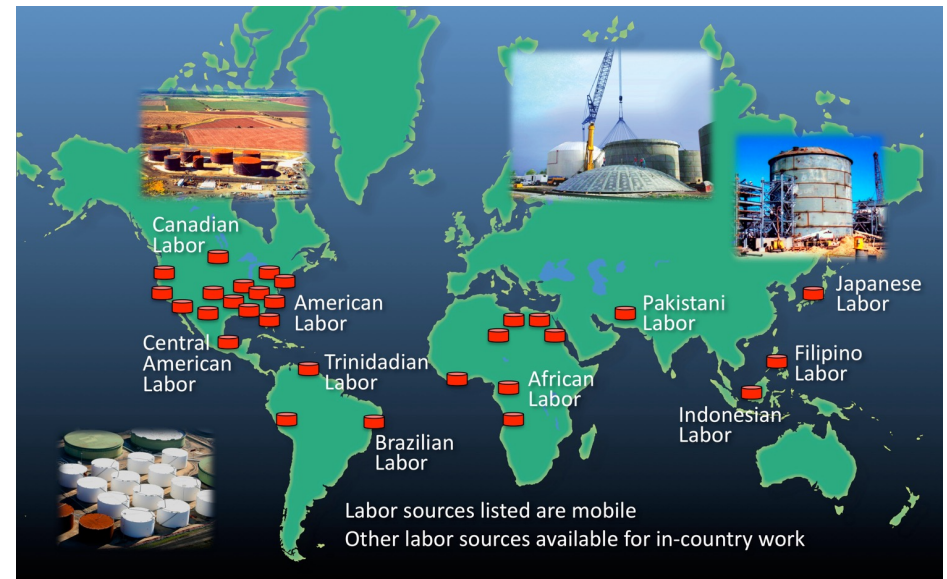 Canadian
Labor
American
Labor
Central
American
Labor
Trinidadian
Labor
Brazilian
Labor
African
Labor
Pakistani
Labor
Japanese
Labor
Filipino
Labor
Indonesian
Labor
Labor sources listed are mobile
Other labor sources available for in-country work